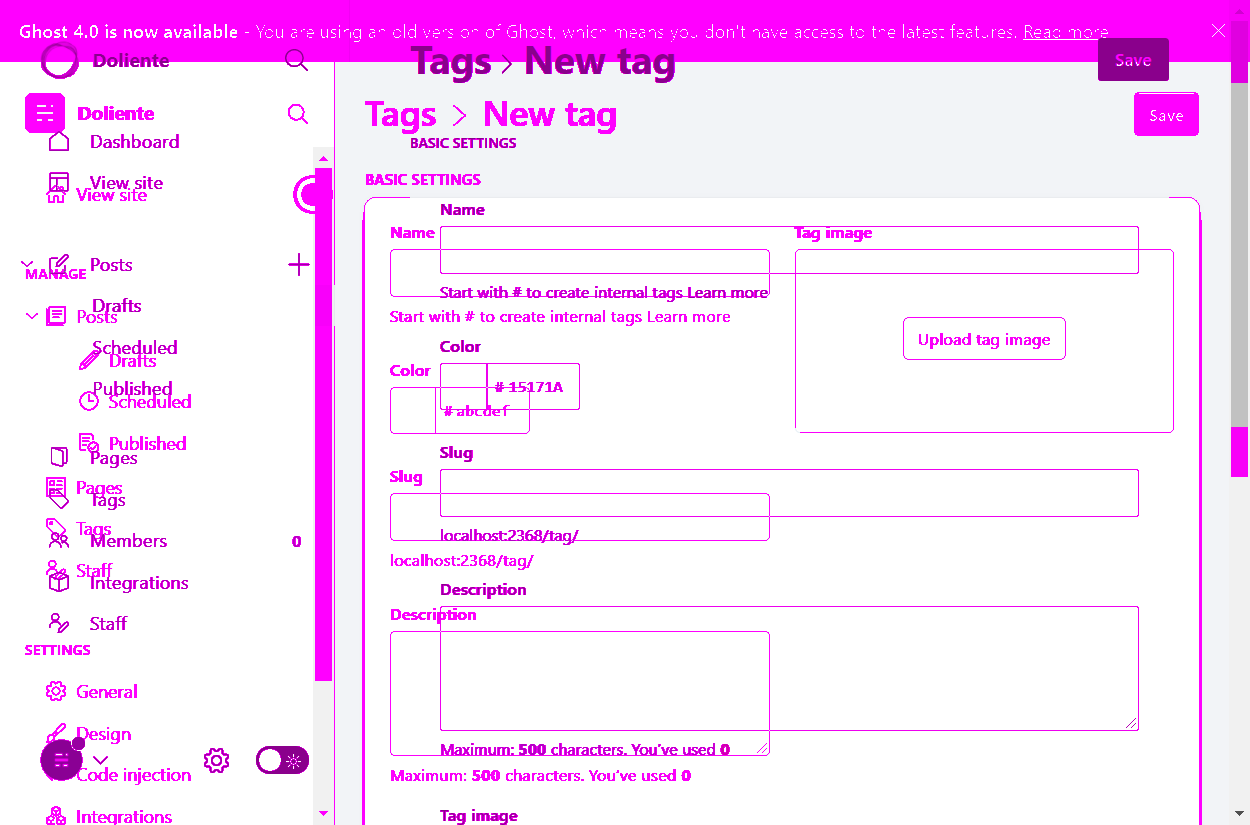 Ghost 4.0 is now available - You are using an old version of Ghost, which means you don't have access to the latest features. Read more
Doliente
Tags > New tag
Save
Doliente
Tags > New tag
Save
Dashboard
BASIC SETTINGS
View site
View site
BASIC SETTINGS
Name
Name
Tag image
Posts
MANAGE
Start with # to create internal tags Learn more
Drafts
Posts
Start with # to create internal tags Learn more
Upload tag image
Scheduled
Color
Drafts
Color
Published
# 15171A
Scheduled
# abcdef
Published
Pages
Slug
Slug
Pages
Tags
Tags
Members
0
localhost:2368/tag/
localhost:2368/tag/
Staff
Integrations
Description
Description
Staff
SETTINGS
General
Design
Maximum: 500 characters. You've used 0
Code injection
Maximum: 500 characters. You've used 0
Integrations
Tag image